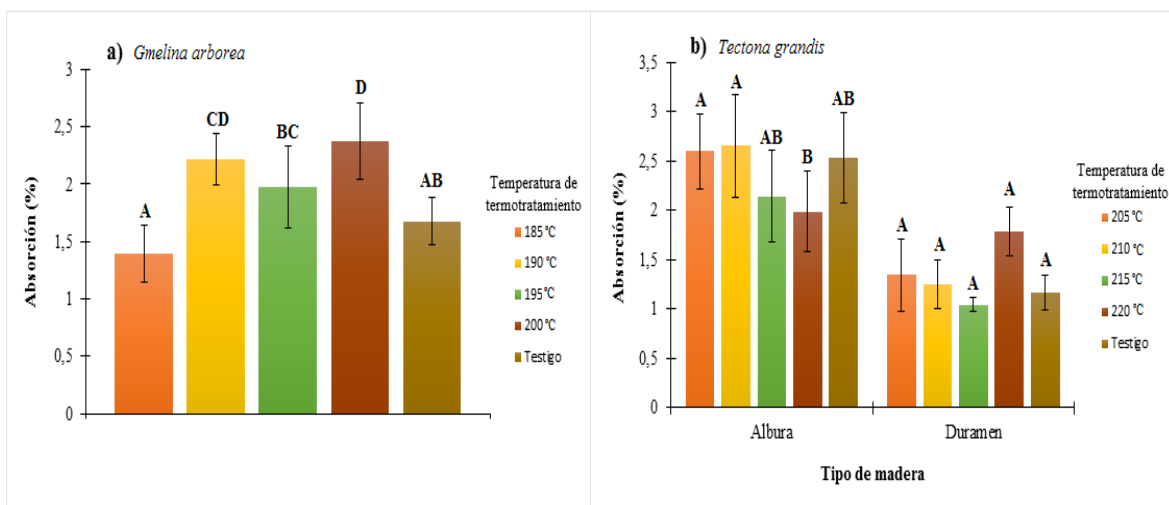 a) Gmelina arborea
Absorción (%)
3
2,5
2
1,5
1
0,5
0
A
CD
BC
D
AB
Temperatura de
termotratamiento
185°C
190°C
195°C
200°C
Testigo
b) Tectona grandis
Absorción (%)
3,5
3
2,5
2
1,5
1
0,5
0
A
A
AB
B
AB
A
A
A
A
A
Albura
Duramen
Tipo de madera
Temperatura de
termotratamiento
205°C
210°C
215°C
220°C
Testigo